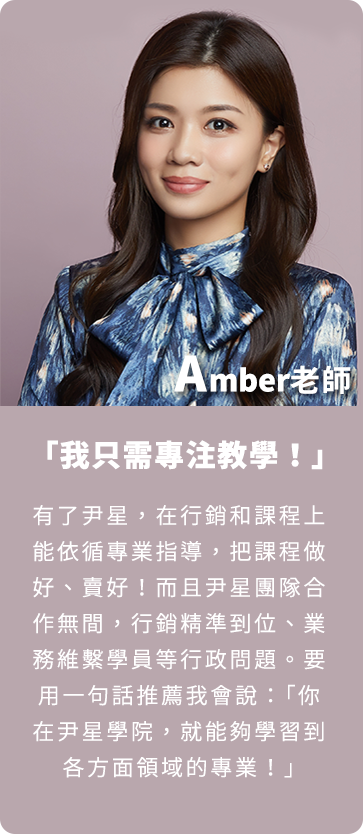 Amber老師
「我只需專注教學！」
有了尹星，在行銷和課程上
能依循專業指導，把課程做
好、賣好！而且尹星團隊合
作無間，行銷精準到位、業
務維繫學員等行政問題。要
用一句話推薦我會說：「你
在尹星學院，就能夠學習到
各方面領域的專業！」